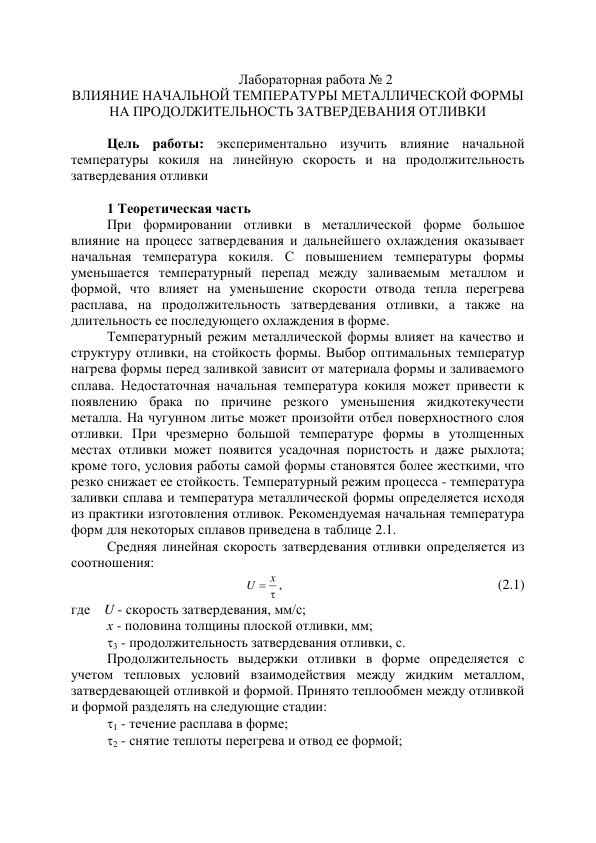 Лабораторная работа № 2
ВЛИЯНИЕ НАЧАЛЬНОЙ ТЕМПЕРАТУРЫ МЕТАЛЛИЧЕСКОЙ ФОРМЫ
НА ПРОДОЛЖИТЕЛЬНОСТЬ ЗАТВЕРДЕВАНИЯ ОТЛИВКИ
Цель работы: экспериментально изучить влияние начальной
температуры кокиля на линейную скорость и на продолжительность
затвердевания отливки
1 Теоретическая часть
При формировании отливки в металлической форме большое
влияние на процесс затвердевания и дальнейшего охлаждения оказывает
начальная температура кокиля. С повышением температуры формы
уменьшается температурный перепад между заливаемым металлом и
формой, что влияет на уменьшение скорости отвода тепла перегрева
расплава, на продолжительность затвердевания отливки, а также на
длительность ее последующего охлаждения в форме.
Температурный режим металлической формы влияет на качество и
структуру отливки, на стойкость формы. Выбор оптимальных температур
нагрева формы перед заливкой зависит от материала формы и заливаемого
сплава. Недостаточная начальная температура кокиля может привести к
появлению брака по причине резкого уменьшения жидкотекучести
металла. На чугунном литье может произойти отбел поверхностного слоя
отливки. При чрезмерно большой температуре формы в утолщенных
местах отливки может появится усадочная пористость и даже рыхлота;
кроме того, условия работы самой формы становятся более жесткими, что
резко снижает ее стойкость. Температурный режим процесса - температура
заливки сплава и температура металлической формы определяется исходя
из практики изготовления отливок. Рекомендуемая начальная температура
форм для некоторых сплавов приведена в таблице 2.1.
Средняя линейная скорость затвердевания отливки определяется из
соотношения:
U = x/τ , (2.1)
где U - скорость затвердевания, мм/с;
x - половина толщины плоской отливки, мм;
τ₃ - продолжительность затвердевания отливки, с.
Продолжительность выдержки отливки в форме определяется с
учетом тепловых условий взаимодействия между жидким металлом,
затвердевающей отливкой и формой. Принято теплообмен между отливкой
и формой разделять на следующие стадии:
τ₁ - течение расплава в форме;
τ₂ - снятие теплоты перегрева и отвод ее формой;